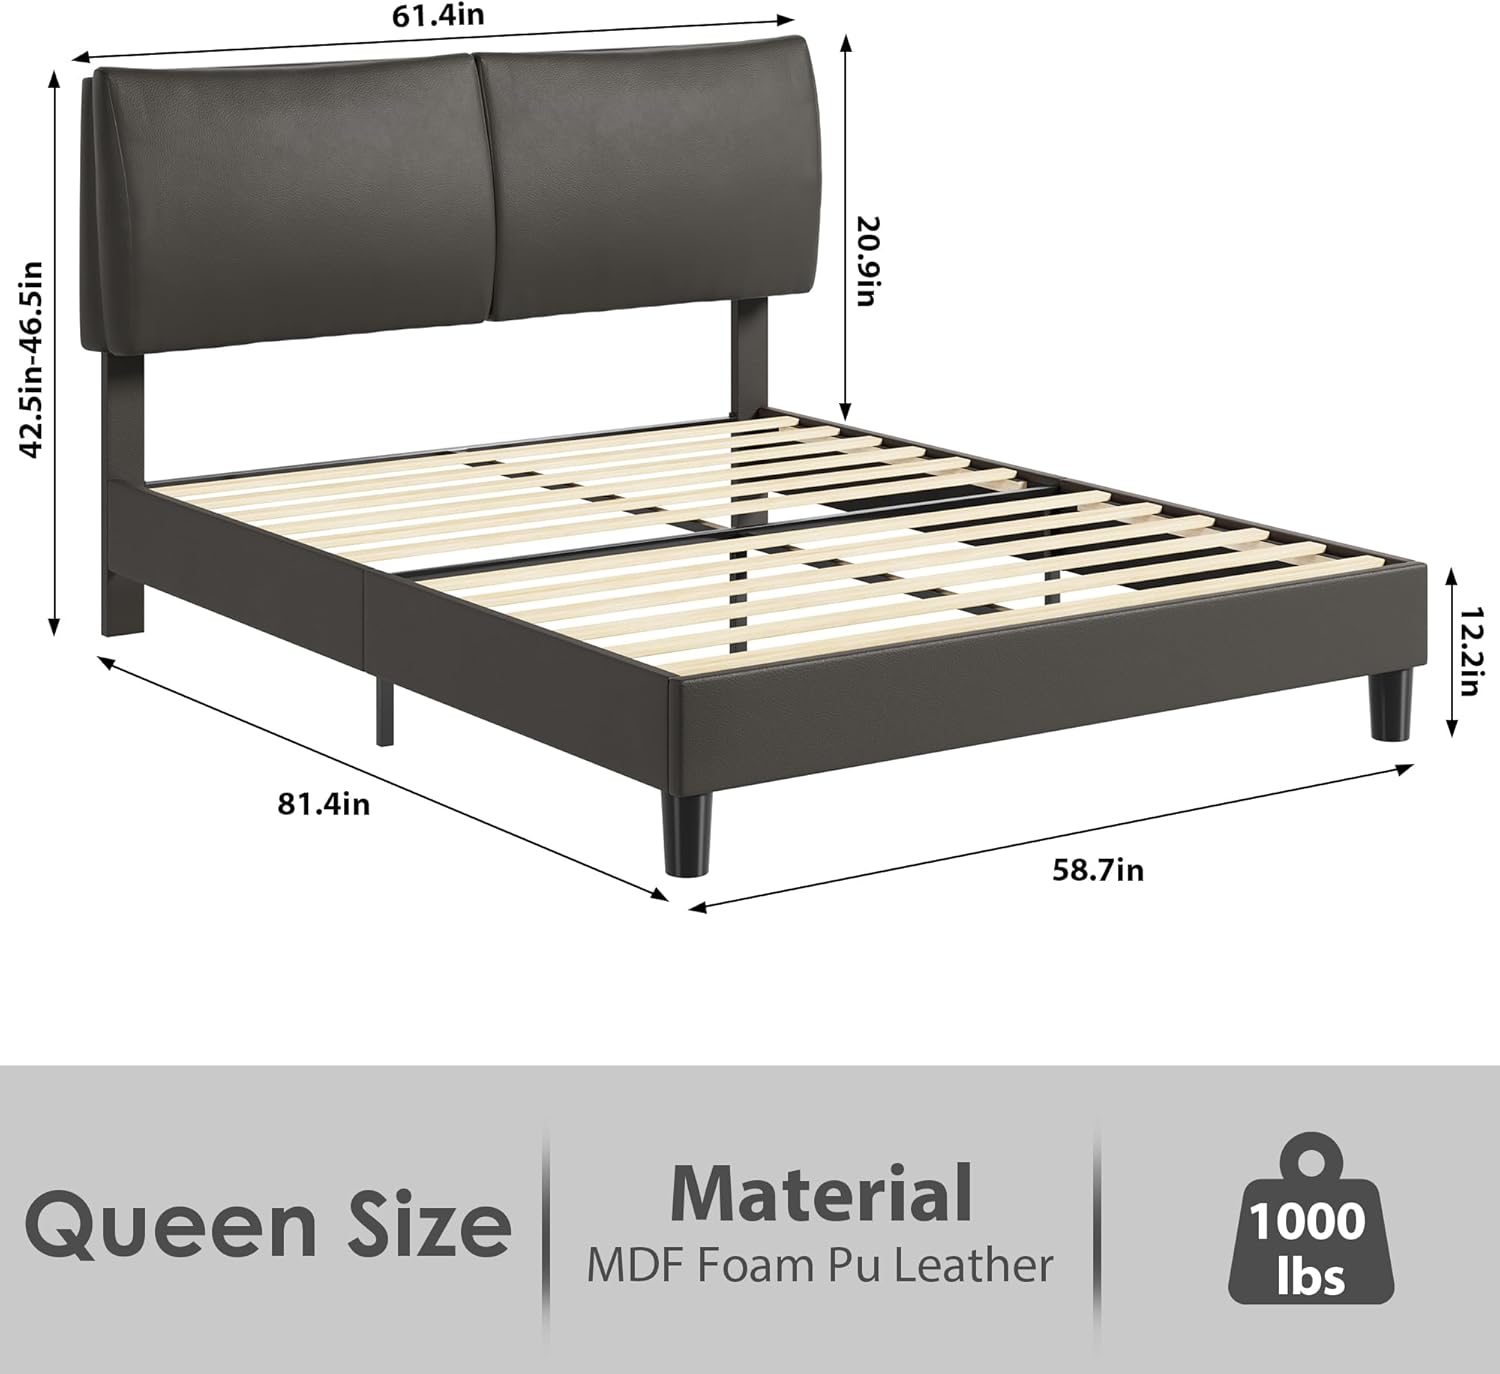 61.4in
42.5in-46.5in
20.9in
12.2in
81.4in
58.7in
Queen Size
Material
MDF Foam Pu Leather
1000
lbs